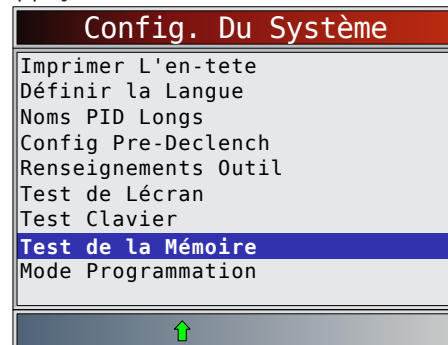 Config. Du Système
Imprimer L'en-tete
Définir la Langue
Noms PID Longs
Config Pre-Declench
Renseignements Outil
Test de Lécran
Test Clavier
Test de la Mémoire
Mode Programmation